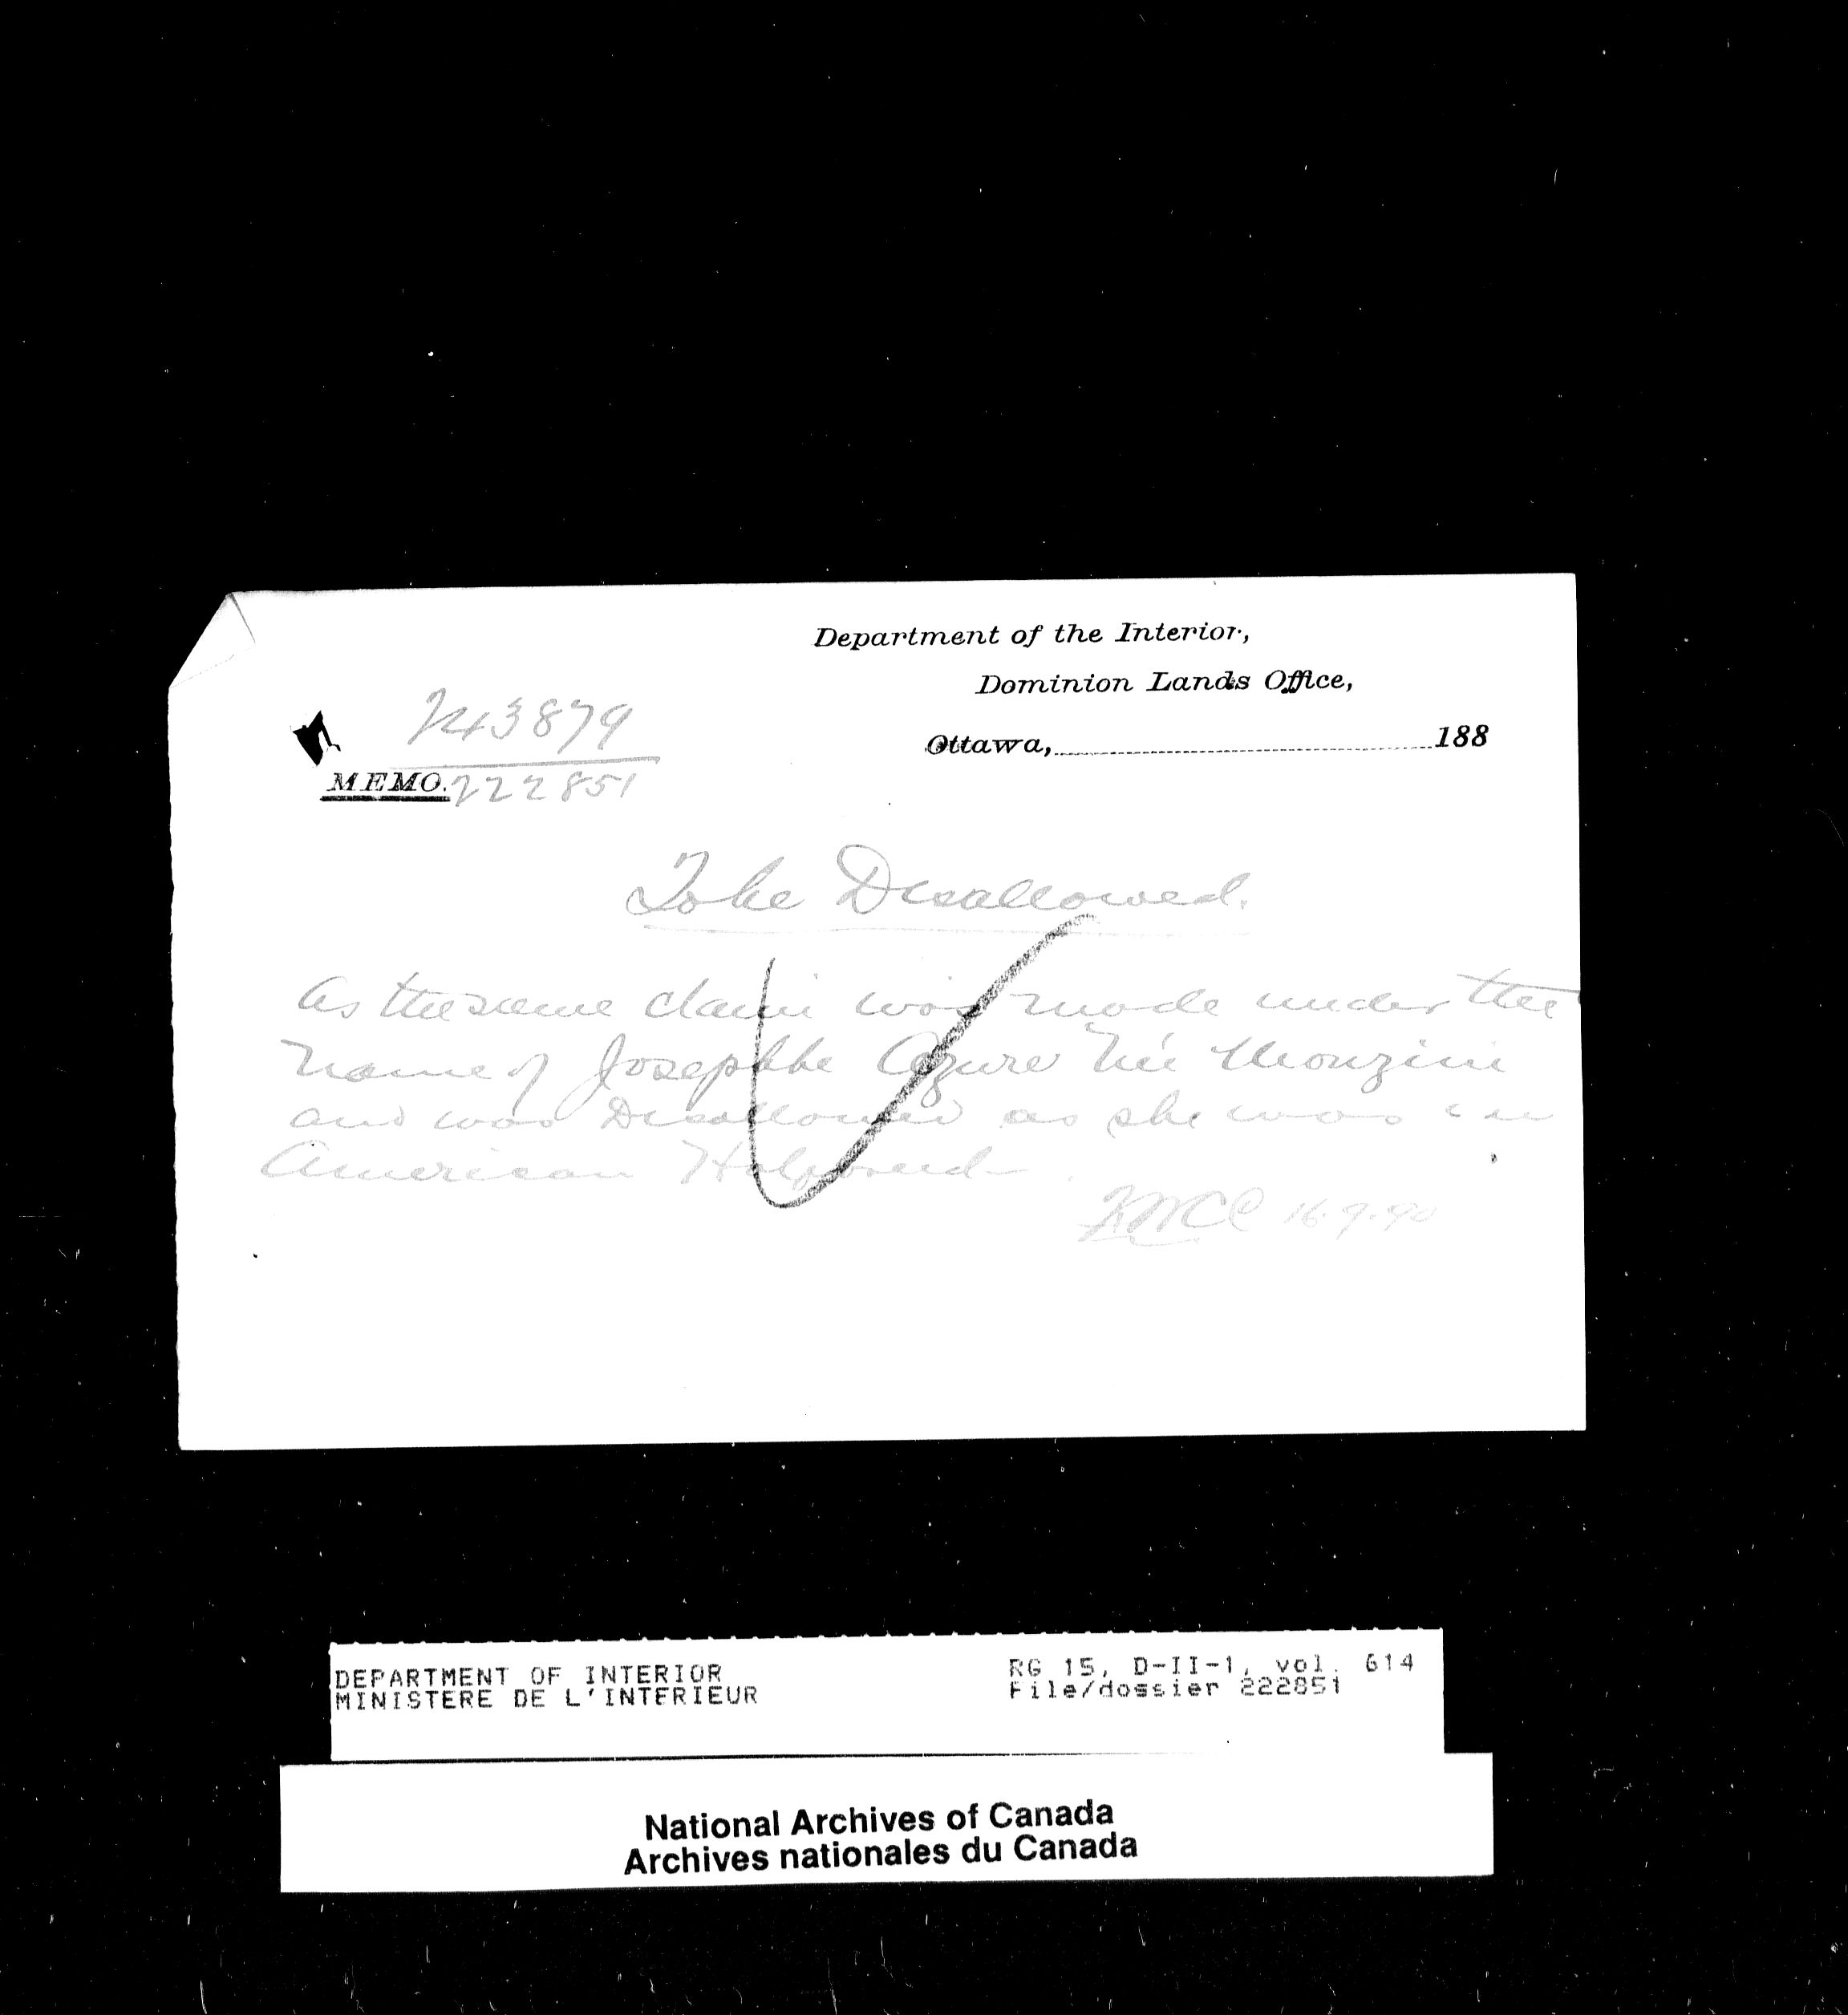 Department of the Interior,
Dominion Lands Office,
Ottawa, 188
243879
MEMO. 222851
To be Disallowed.
As the same claim was made under the
name of Josephte Azure Née Monzini
and was Disallowed as she was an
American Halfbreed
16.9.90
DEPARTMENT OF INTERIOR
MINISTERE DE L'INTERIEUR
RG 15, D-II-1, vol. 614
File/dossier 222851
National Archives of Canada
Archives nationales du Canada